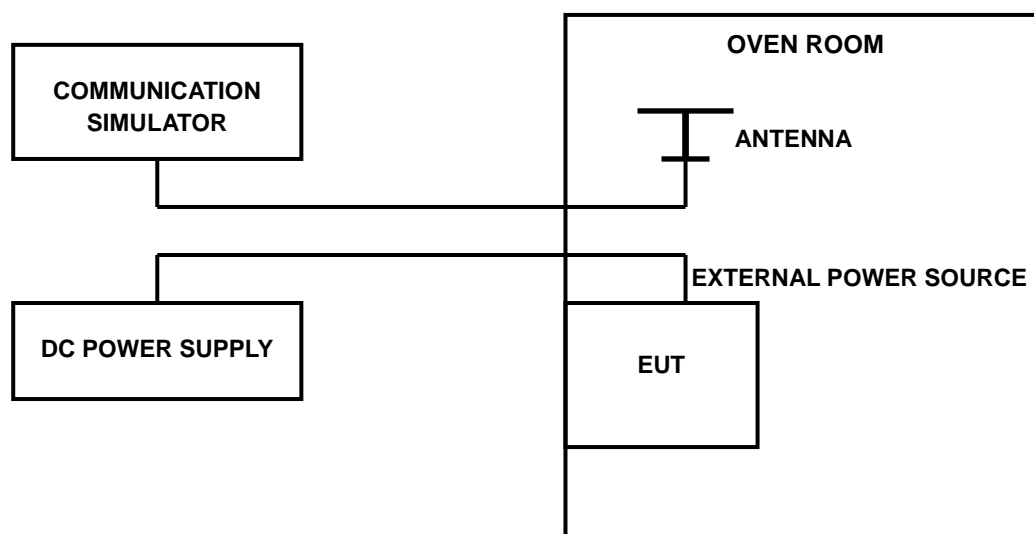 OVEN ROOM
COMMUNICATION
SIMULATOR
ANTENNA
EXTERNAL POWER SOURCE
DC POWER SUPPLY
EUT